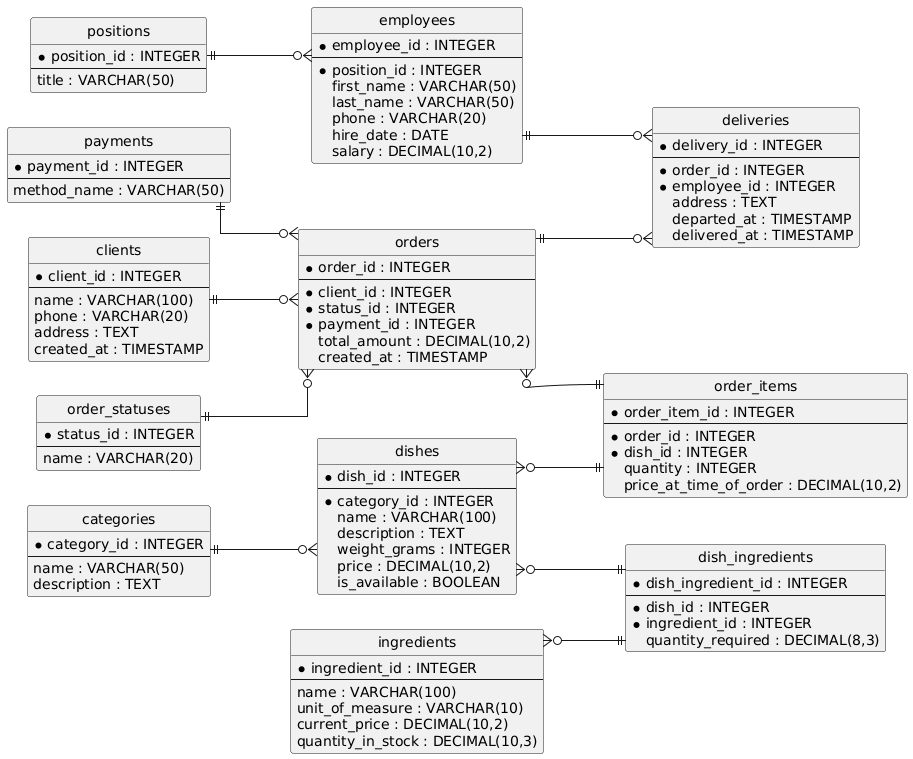 positions
position_id : INTEGER
title : VARCHAR(50)
employees
employee_id : INTEGER
position_id : INTEGER
first_name : VARCHAR(50)
last_name : VARCHAR(50)
phone : VARCHAR(20)
hire_date : DATE
salary : DECIMAL(10,2)
payments
payment_id : INTEGER
method_name : VARCHAR(50)
deliveries
delivery_id : INTEGER
order_id : INTEGER
employee_id : INTEGER
address : TEXT
departed_at : TIMESTAMP
delivered_at : TIMESTAMP
clients
client_id : INTEGER
name : VARCHAR(100)
phone : VARCHAR(20)
address : TEXT
created_at : TIMESTAMP
orders
order_id : INTEGER
client_id : INTEGER
status_id : INTEGER
payment_id : INTEGER
total_amount : DECIMAL(10,2)
created_at : TIMESTAMP
order_statuses
status_id : INTEGER
name : VARCHAR(20)
order_items
order_item_id : INTEGER
order_id : INTEGER
dish_id : INTEGER
quantity : INTEGER
price_at_time_of_order : DECIMAL(10,2)
dishes
dish_id : INTEGER
category_id : INTEGER
name : VARCHAR(100)
description : TEXT
weight_grams : INTEGER
price : DECIMAL(10,2)
is_available : BOOLEAN
categories
category_id : INTEGER
name : VARCHAR(50)
description : TEXT
dish_ingredients
dish_ingredient_id : INTEGER
dish_id : INTEGER
ingredient_id : INTEGER
quantity_required : DECIMAL(8,3)
ingredients
ingredient_id : INTEGER
name : VARCHAR(100)
unit_of_measure : VARCHAR(10)
current_price : DECIMAL(10,2)
quantity_in_stock : DECIMAL(10,3)